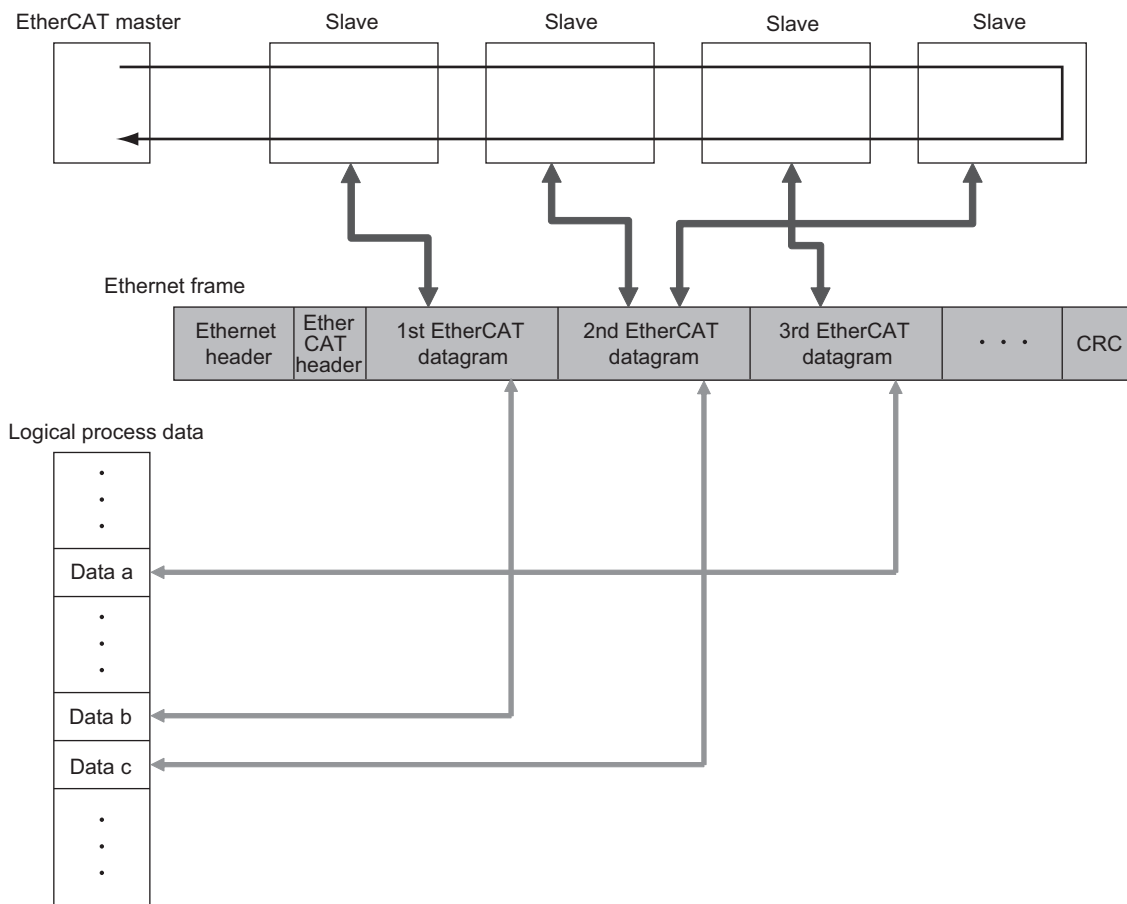 EtherCAT master
Slave
Slave
Slave
Slave
Ethernet frame
Ethernet
header
Ether
CAT
header
1st EtherCAT
datagram
2nd EtherCAT
datagram
3rd EtherCAT
datagram
· · ·
CRC
Logical process data
Data a
Data b
Data c